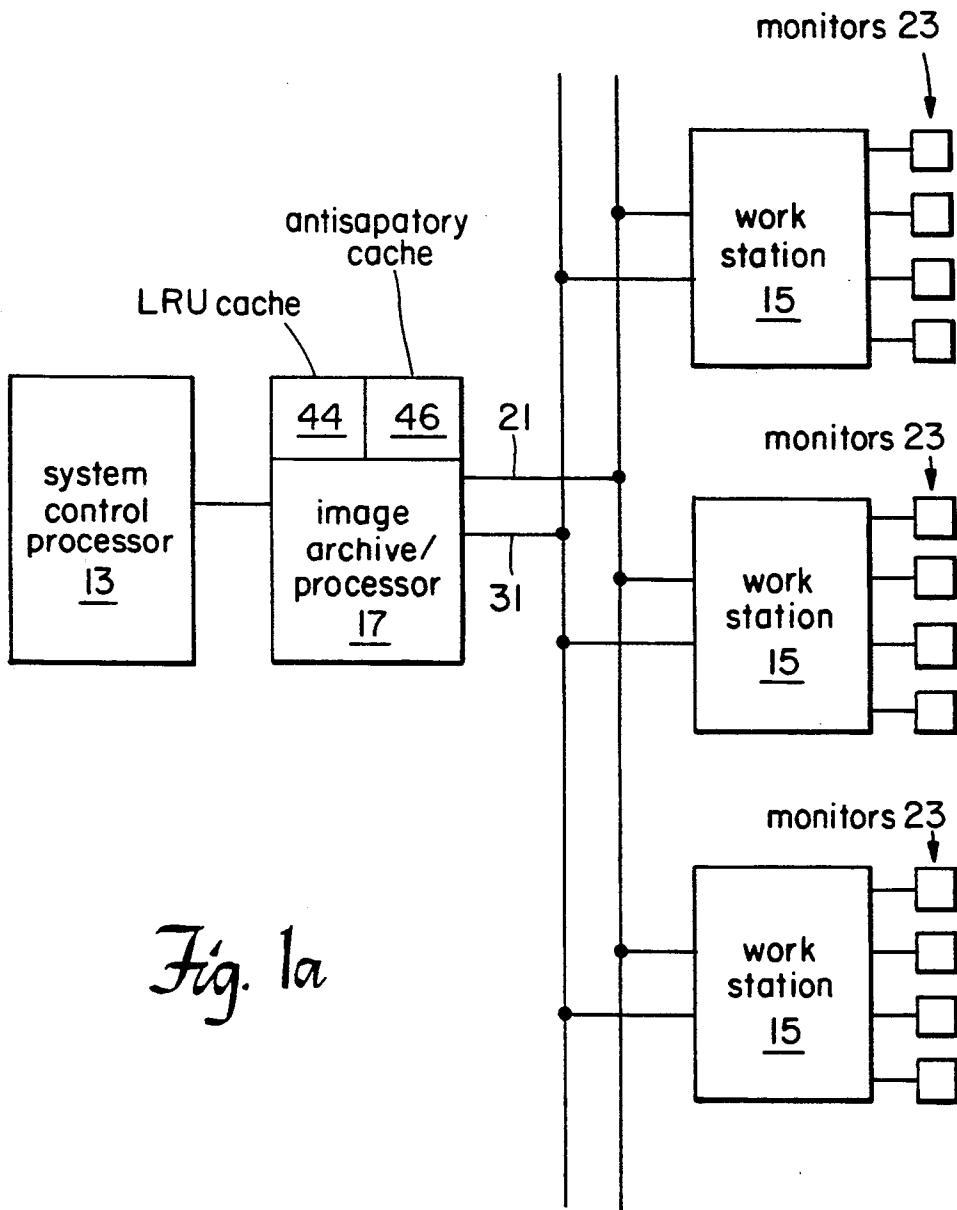 monitors 23
work
station
15
antisapatory
cache
LRU cache
44
46
21
31
system
control
processor
13
image
archive/
processor
17
monitors 23
work
station
15
monitors 23
work
station
15
Fig. 1a